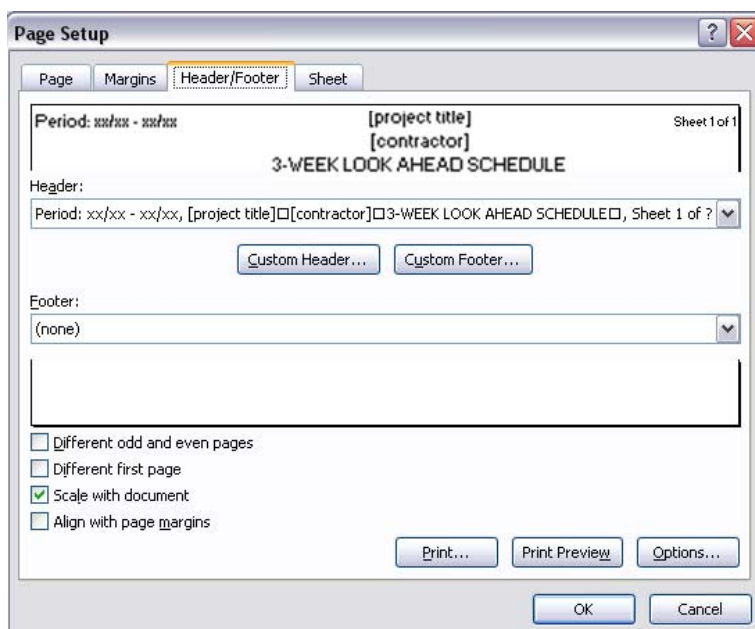 Page Setup
Page Margins Header/Footer Sheet
Period: xx/xx - xx/xx [project title] Sheet 1 of 1
[contractor]
3-WEEK LOOK AHEAD SCHEDULE
Header:
Period: xx/xx - xx/xx, [project title]□[contractor]□3-WEEK LOOK AHEAD SCHEDULE□, Sheet 1 of ?
Custom Header... Custom Footer...
Footer:
(none)
Different odd and even pages
Different first page
Scale with document
Align with page margins
Print... Print Preview Options...
OK Cancel